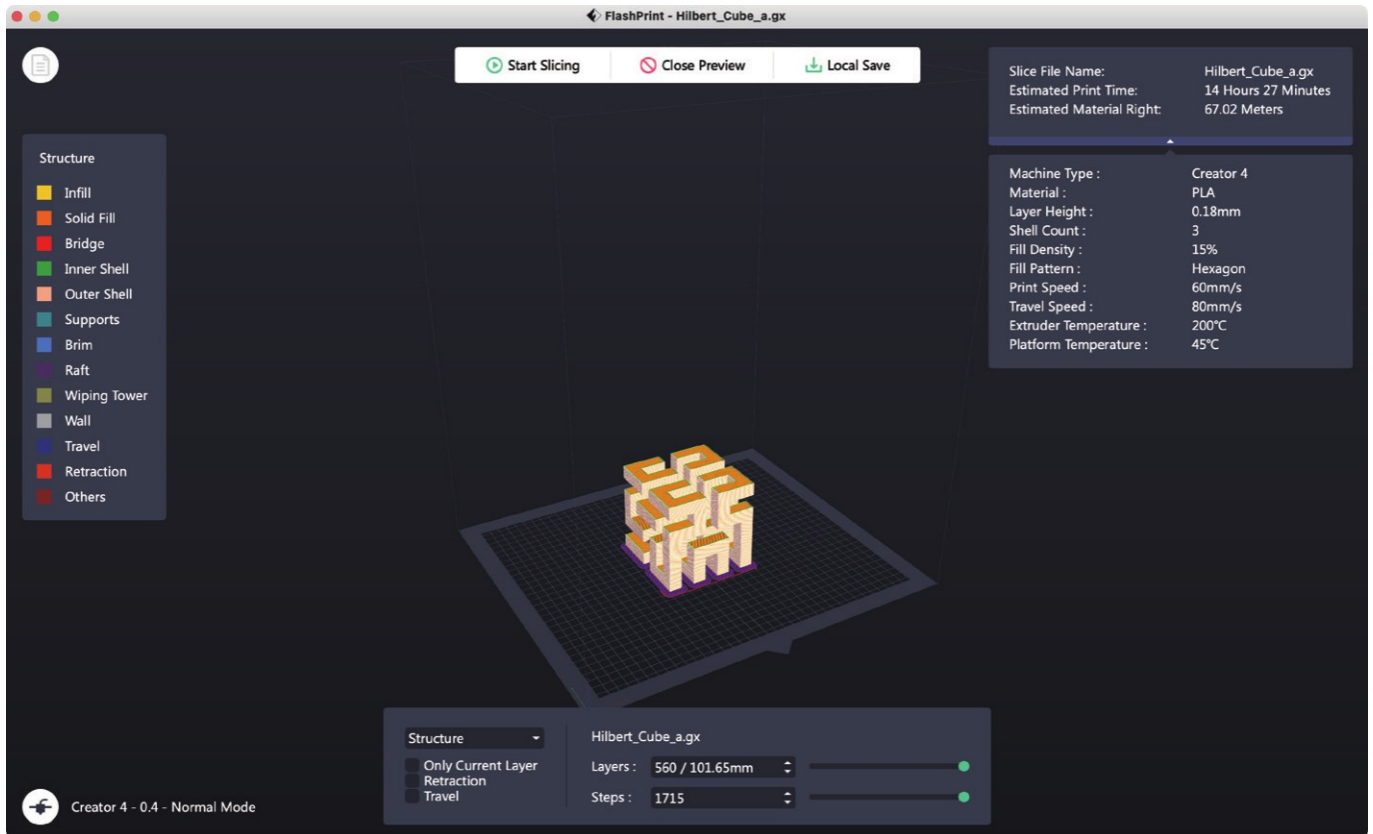 FlashPrint - Hilbert_Cube_a.gx
Start Slicing
Close Preview
Local Save
Slice File Name: Hilbert_Cube_a.gx
Estimated Print Time: 14 Hours 27 Minutes
Estimated Material Right: 67.02 Meters
Structure
Infill
Solid Fill
Bridge
Inner Shell
Outer Shell
Supports
Brim
Raft
Wiping Tower
Wall
Travel
Retraction
Others
Machine Type : Creator 4
Material : PLA
Layer Height : 0.18mm
Shell Count : 3
Fill Density : 15%
Fill Pattern : Hexagon
Print Speed : 60mm/s
Travel Speed : 80mm/s
Extruder Temperature : 200°C
Platform Temperature : 45°C
Structure
Only Current Layer
Retraction
Travel
Hilbert_Cube_a.gx
Layers : 560 / 101.65mm
Steps : 1715
Creator 4 - 0.4 - Normal Mode